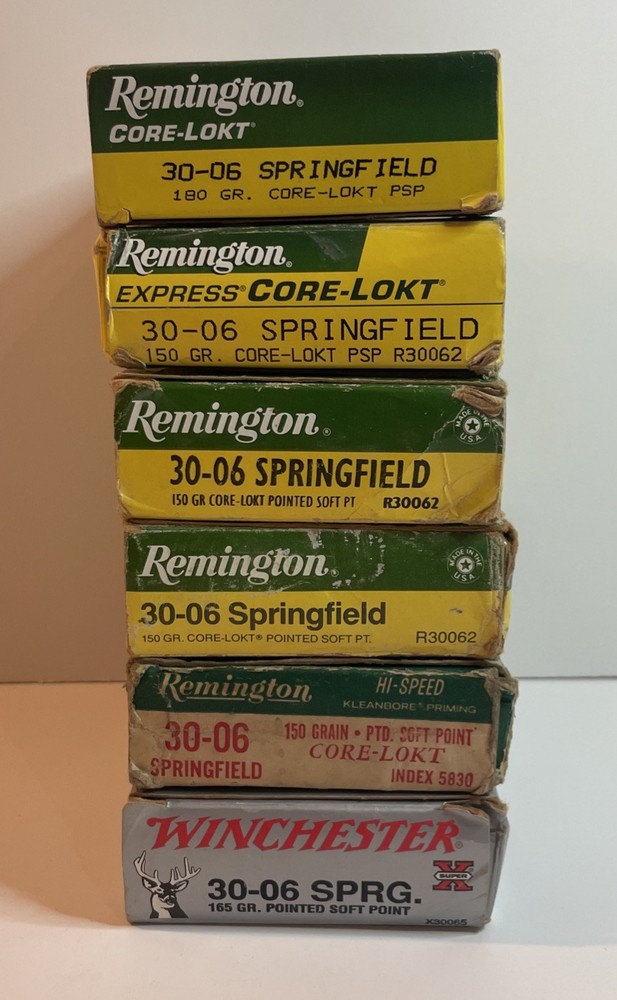 Remington®
CORE-LOKT®
30-06 SPRINGFIELD
180 GR. CORE-LOKT PSP
Remington®
EXPRESS® CORE-LOKT®
30-06 SPRINGFIELD
150 GR. CORE-LOKT PSP R30062
Remington®
MADE IN THE USA
30-06 SPRINGFIELD
150 GR CORE-LOKT POINTED SOFT PT R30062
Remington®
MADE IN THE USA
30-06 Springfield
150 GR. CORE-LOKT® POINTED SOFT PT. R30062
Remington HI-SPEED
KLEANBORE® PRIMING
30-06 150 GRAIN • PTD. SOFT POINT
CORE-LOKT
SPRINGFIELD INDEX 5830
WINCHESTER®
SUPER X
30-06 SPRG.
165 GR. POINTED SOFT POINT
X30065